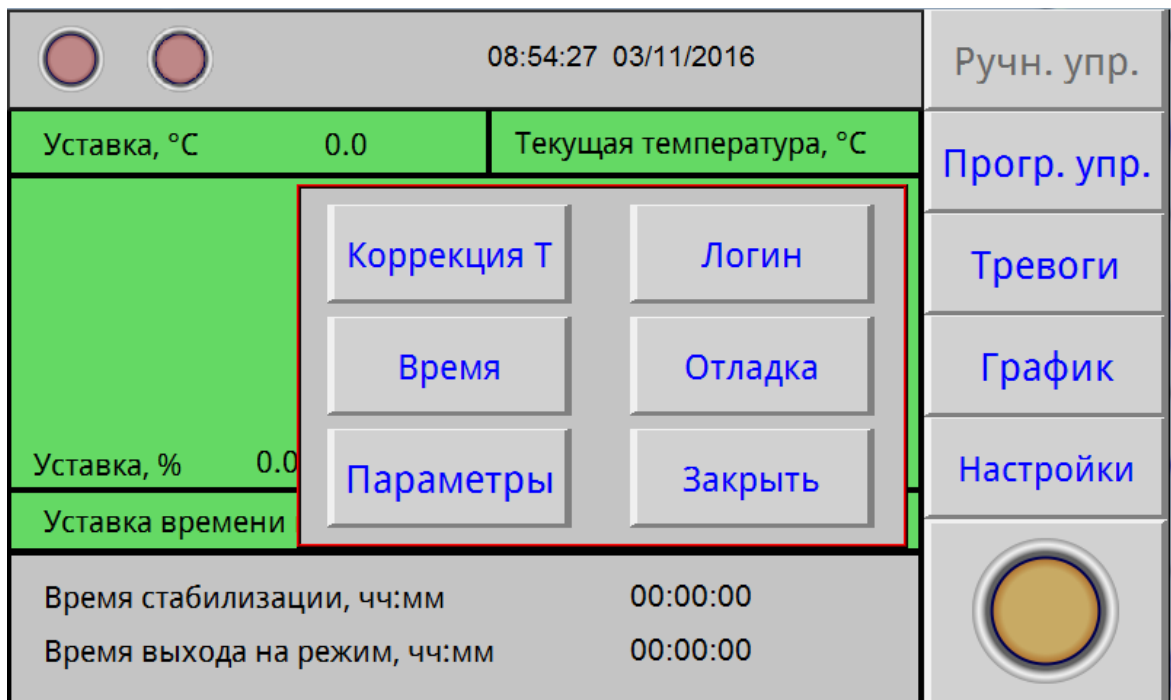 08:54:27 03/11/2016
Ручн. упр.
Уставка, °C 0.0
Текущая температура, °C
Прогр. упр.
Коррекция Т
Логин
Тревоги
Время
Отладка
График
Уставка, % 0.0
Параметры
Закрыть
Настройки
Уставка времени
Время стабилизации, чч:мм 00:00:00
Время выхода на режим, чч:мм 00:00:00